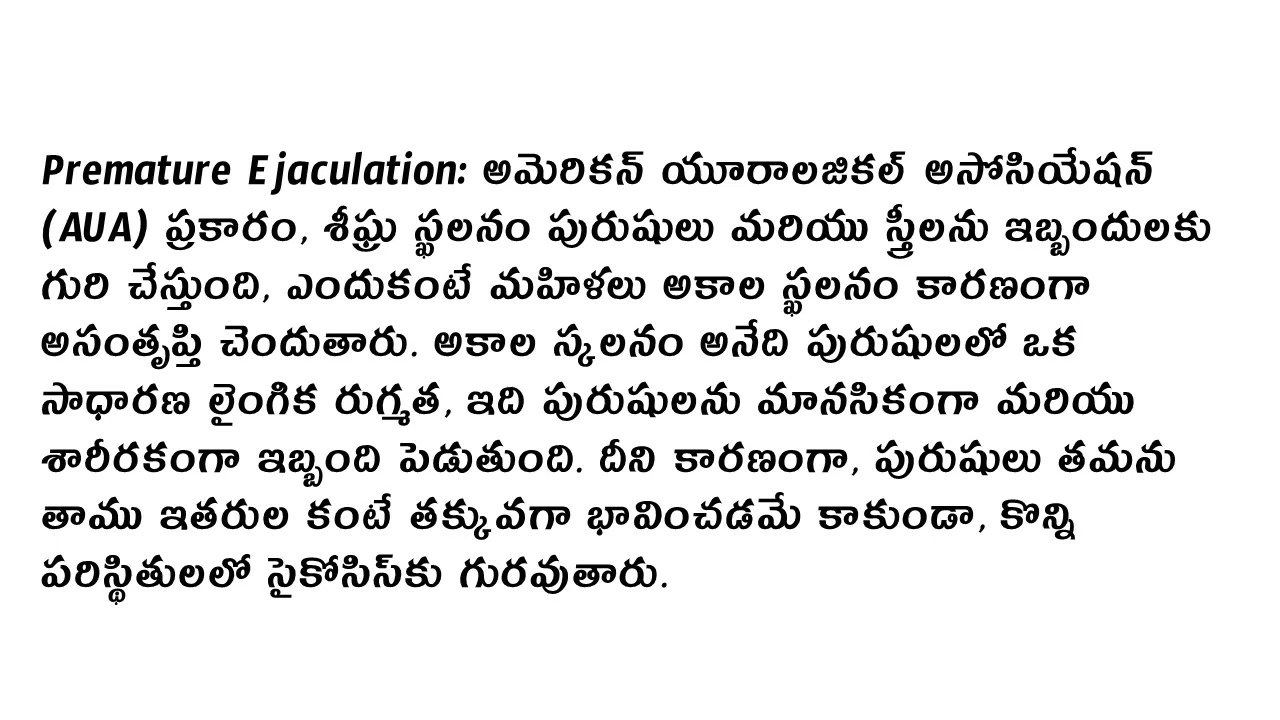 Premature Ejaculation: అమెరికన్ యూరాలజికల్ అసోసియేషన్
(AUA) ప్రకారం, శీఘ్ర స్ఖలనం పురుషులు మరియు స్త్రీలను ఇబ్బందులకు
గురి చేస్తుంది, ఎందుకంటే మహిళలు అకాల స్ఖలనం కారణంగా
అసంతృప్తి చెందుతారు. అకాల స్కలనం అనేది పురుషులలో ఒక
సాధారణ లైంగిక రుగ్మత, ఇది పురుషులను మానసికంగా మరియు
శారీరకంగా ఇబ్బంది పెడుతుంది. దీని కారణంగా, పురుషులు తమను
తాము ఇతరుల కంటే తక్కువగా భావించడమే కాకుండా, కొన్ని
పరిస్థితులలో సైకోసిస్‌కు గురవుతారు.